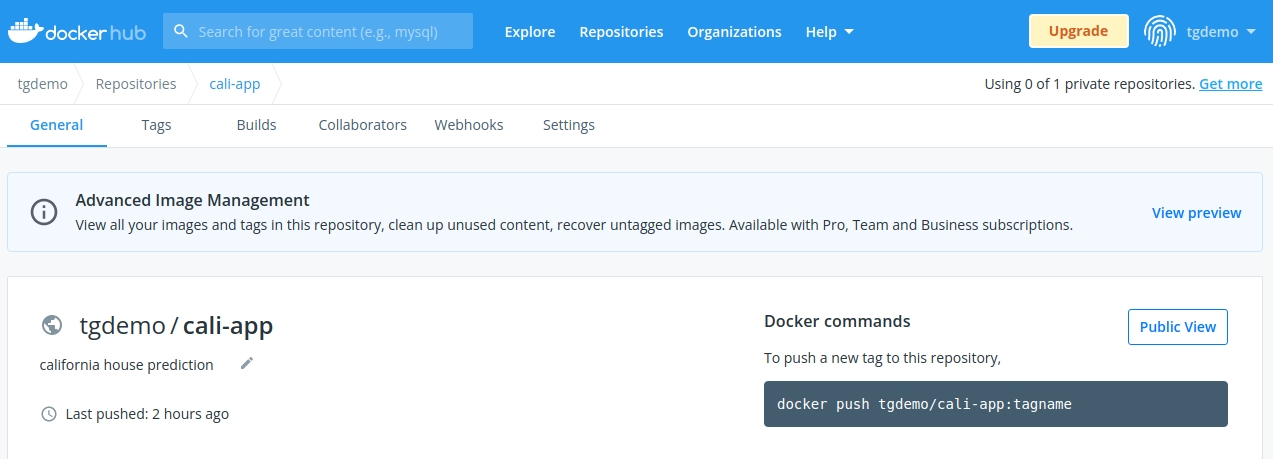 docker hub Search for great content (e.g., mysql) Explore Repositories Organizations Help Upgrade tgdemo
tgdemo Repositories cali-app Using 0 of 1 private repositories. Get more
General Tags Builds Collaborators Webhooks Settings
Advanced Image Management
View all your images and tags in this repository, clean up unused content, recover untagged images. Available with Pro, Team and Business subscriptions.
View preview
tgdemo / cali-app
california house prediction
Last pushed: 2 hours ago
Docker commands
Public View
To push a new tag to this repository,
docker push tgdemo/cali-app:tagname